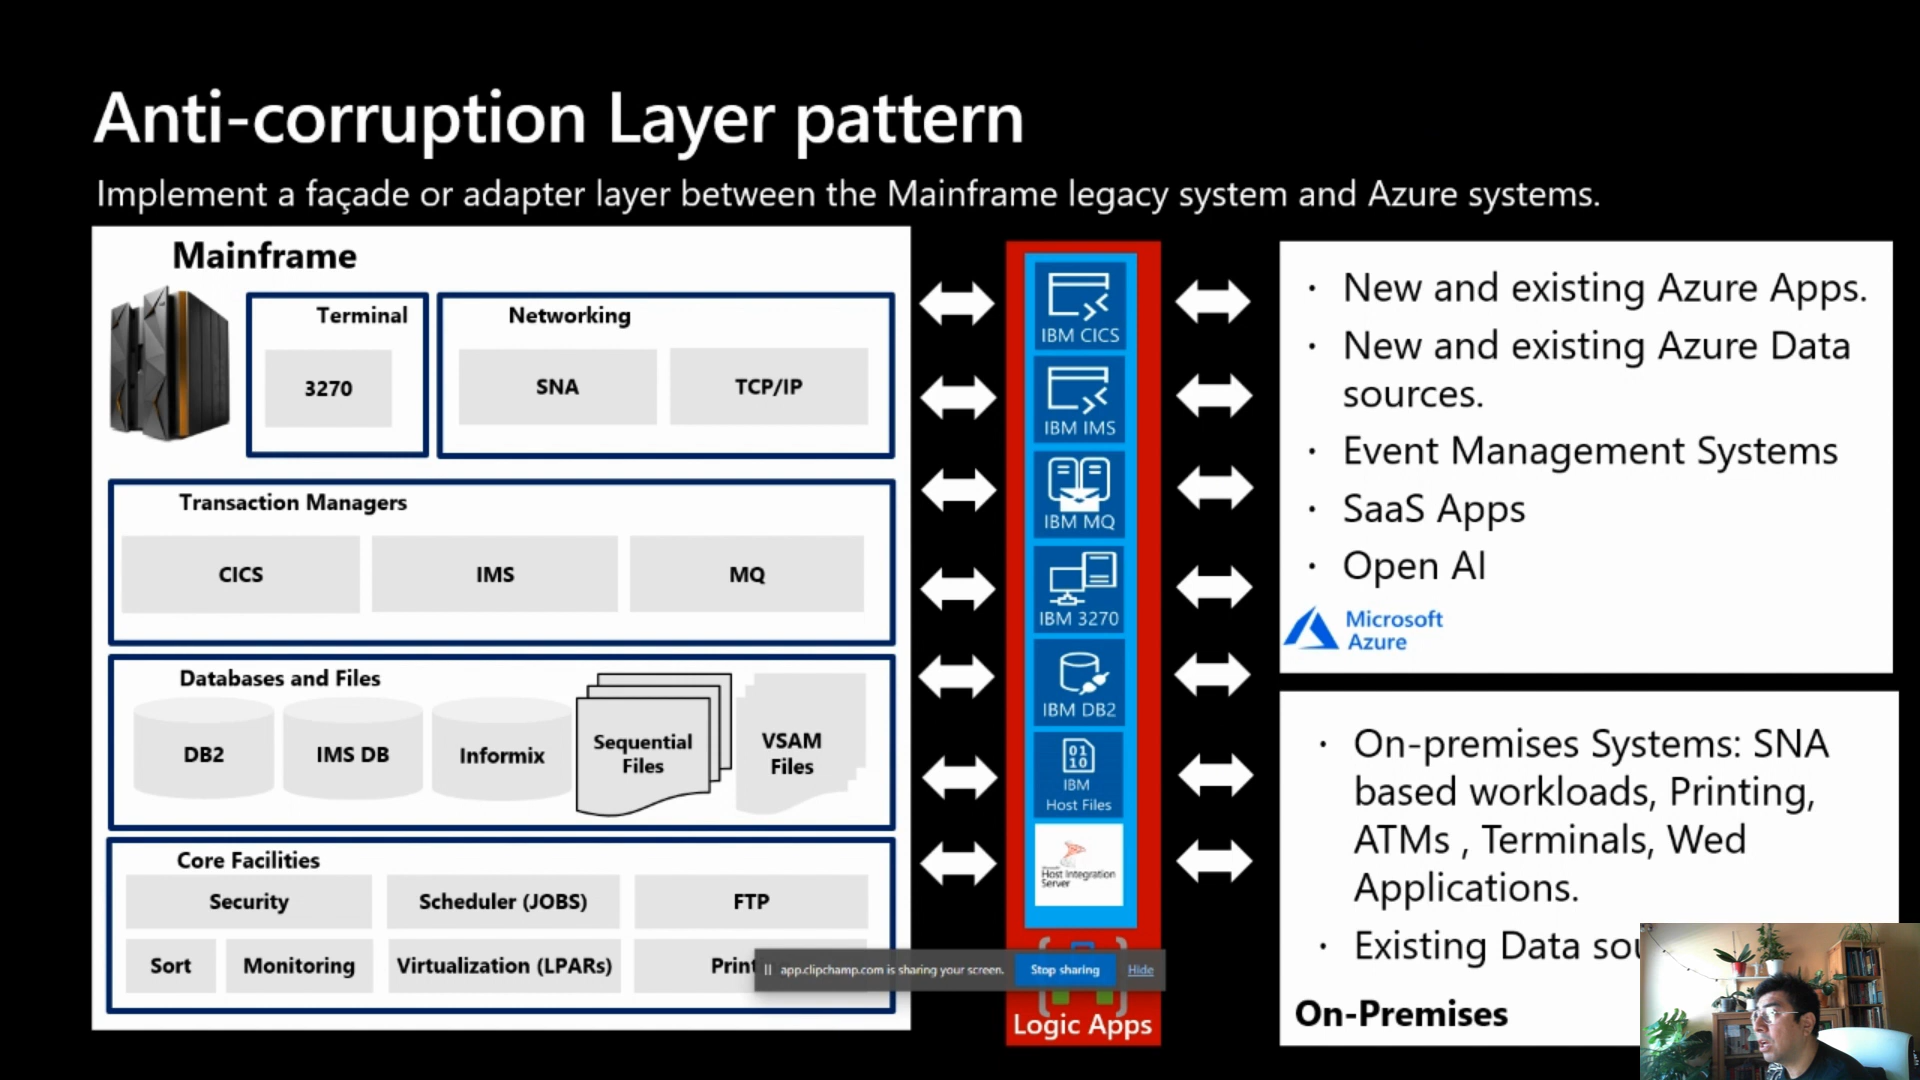 Anti-corruption Layer pattern
Implement a façade or adapter layer between the Mainframe legacy system and Azure systems.
Mainframe
Terminal
3270
Networking
SNA
TCP/IP
Transaction Managers
CICS
IMS
MQ
Databases and Files
DB2
IMS DB
Informix
Sequential
Files
VSAM
Files
Core Facilities
Security
Scheduler (JOBS)
FTP
Sort
Monitoring
Virtualization (LPARs)
Print
IBM CICS
IBM IMS
IBM MQ
IBM 3270
IBM DB2
01
10
IBM
Host Files
Microsoft
Host Integration
Server
app.clipchamp.com is sharing your screen.
Stop sharing
Hide
Logic Apps
· New and existing Azure Apps.
· New and existing Azure Data
sources.
· Event Management Systems
· SaaS Apps
· Open AI
Microsoft
Azure
· On-premises Systems: SNA
based workloads, Printing,
ATMs , Terminals, Wed
Applications.
· Existing Data
On-Premises